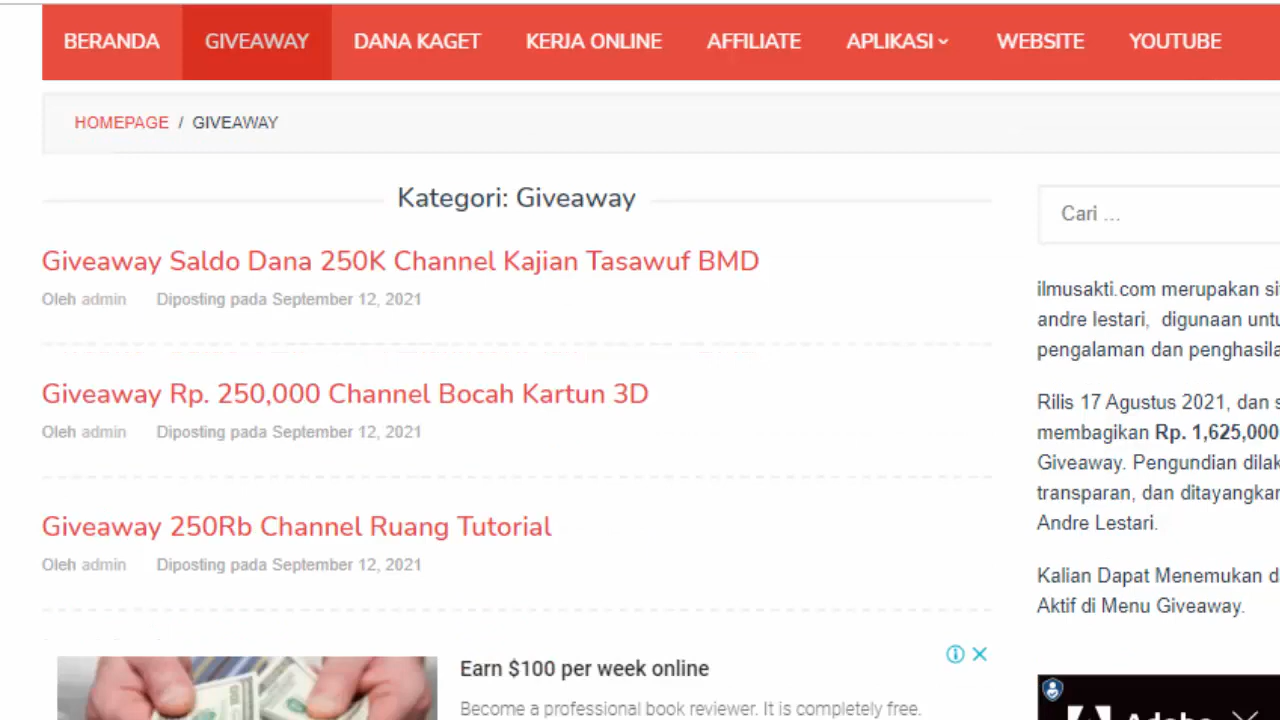 BERANDA GIVEAWAY DANA KAGET KERJA ONLINE AFFILIATE APLIKASI WEBSITE YOUTUBE
HOMEPAGE / GIVEAWAY
Kategori: Giveaway
Giveaway Saldo Dana 250K Channel Kajian Tasawuf BMD
Oleh admin Diposting pada September 12, 2021
Giveaway Rp. 250,000 Channel Bocah Kartun 3D
Oleh admin Diposting pada September 12, 2021
Giveaway 250Rb Channel Ruang Tutorial
Oleh admin Diposting pada September 12, 2021
Earn $100 per week online
Become a professional book reviewer. It is completely free.
Cari ...
ilmusakti.com merupakan si
andre lestari, digunaan untu
pengalaman dan penghasila
Rilis 17 Agustus 2021, dan s
membagikan Rp. 1,625,000
Giveaway. Pengundian dilak
transparan, dan ditayangkan
Andre Lestari.
Kalian Dapat Menemukan d
Aktif di Menu Giveaway.
Adobe